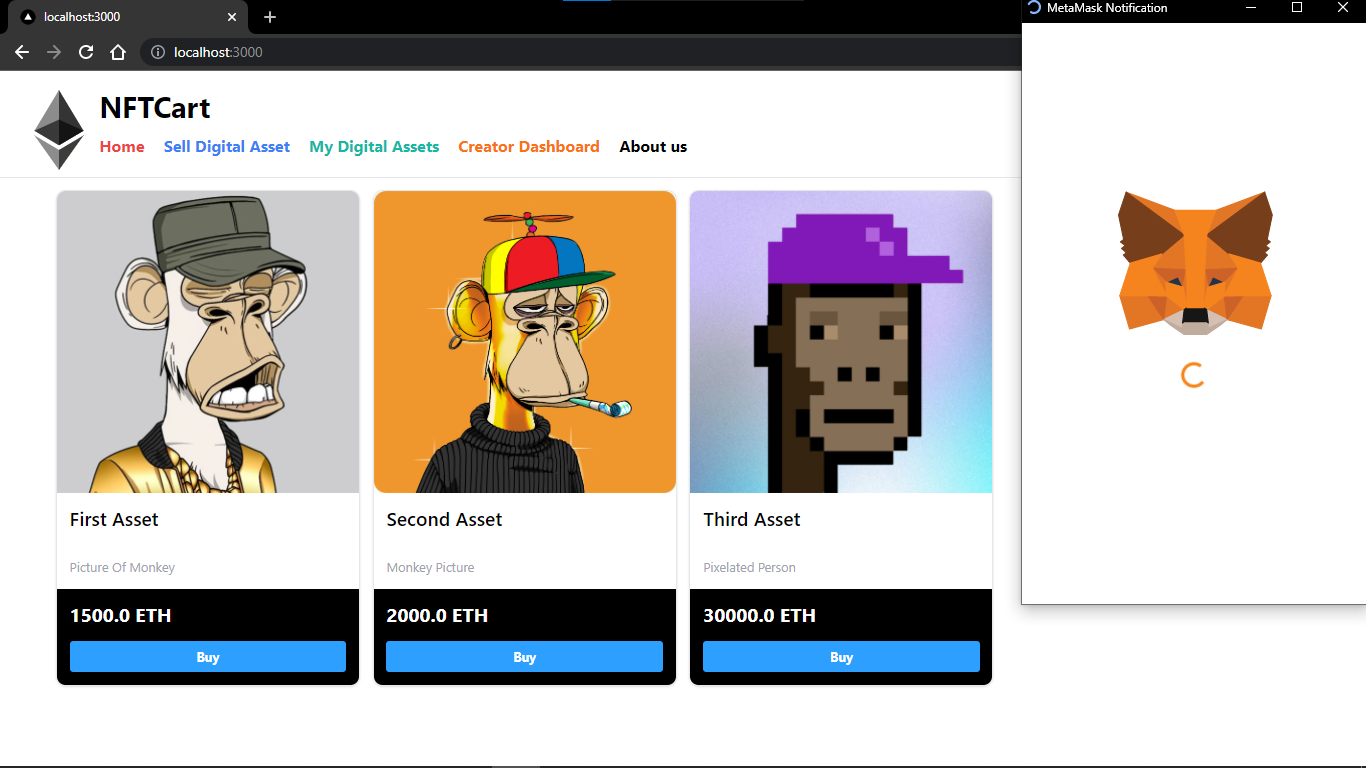 localhost:3000
MetaMask Notification
localhost:3000
NFTCart
Home Sell Digital Asset My Digital Assets Creator Dashboard About us
First Asset
Picture Of Monkey
1500.0 ETH
Buy
Second Asset
Monkey Picture
2000.0 ETH
Buy
Third Asset
Pixelated Person
30000.0 ETH
Buy